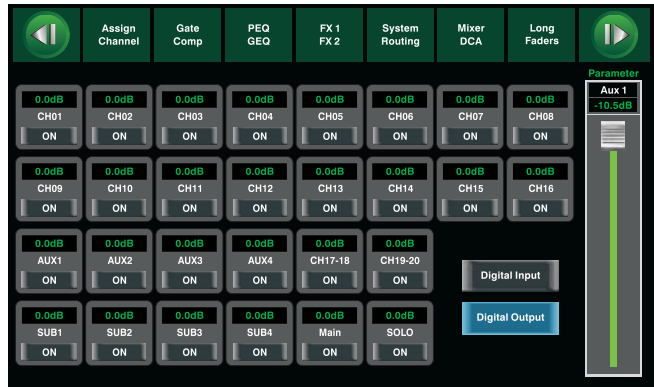 Assign
Channel
Gate
Comp
PEQ
GEQ
FX 1
FX 2
System
Routing
Mixer
DCA
Long
Faders
Parameter
Aux 1
-10.5dB
0.0dB 0.0dB 0.0dB 0.0dB 0.0dB 0.0dB 0.0dB 0.0dB
CH01 CH02 CH03 CH04 CH05 CH06 CH07 CH08
ON ON ON ON ON ON ON ON
0.0dB 0.0dB 0.0dB 0.0dB 0.0dB 0.0dB 0.0dB 0.0dB
CH09 CH10 CH11 CH12 CH13 CH14 CH15 CH16
ON ON ON ON ON ON ON ON
0.0dB 0.0dB 0.0dB 0.0dB 0.0dB 0.0dB
AUX1 AUX2 AUX3 AUX4 CH17-18 CH19-20
ON ON ON ON ON ON
Digital Input
0.0dB 0.0dB 0.0dB 0.0dB 0.0dB 0.0dB
SUB1 SUB2 SUB3 SUB4 Main SOLO
ON ON ON ON ON ON
Digital Output